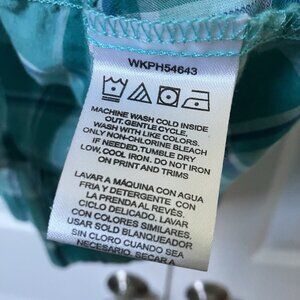 WKPH54643
MACHINE WASH COLD INSIDE
OUT. GENTLE CYCLE.
WASH WITH LIKE COLORS.
ONLY NON-CHLORINE BLEACH
IF NEEDED. TUMBLE DRY
LOW, COOL IRON. DO NOT IRON
ON PRINT AND TRIMS
LAVAR A MÁQUINA CON AGUA
FRIA Y DETERGENTE CON
LA PRENDA AL REVÉS.
CICLO DELICADO. LAVAR
CON COLORES SIMILARES.
USAR SOLO BLANQUEADOR
SIN CLORO CUANDO SEA
NECESARIO. SECAR A